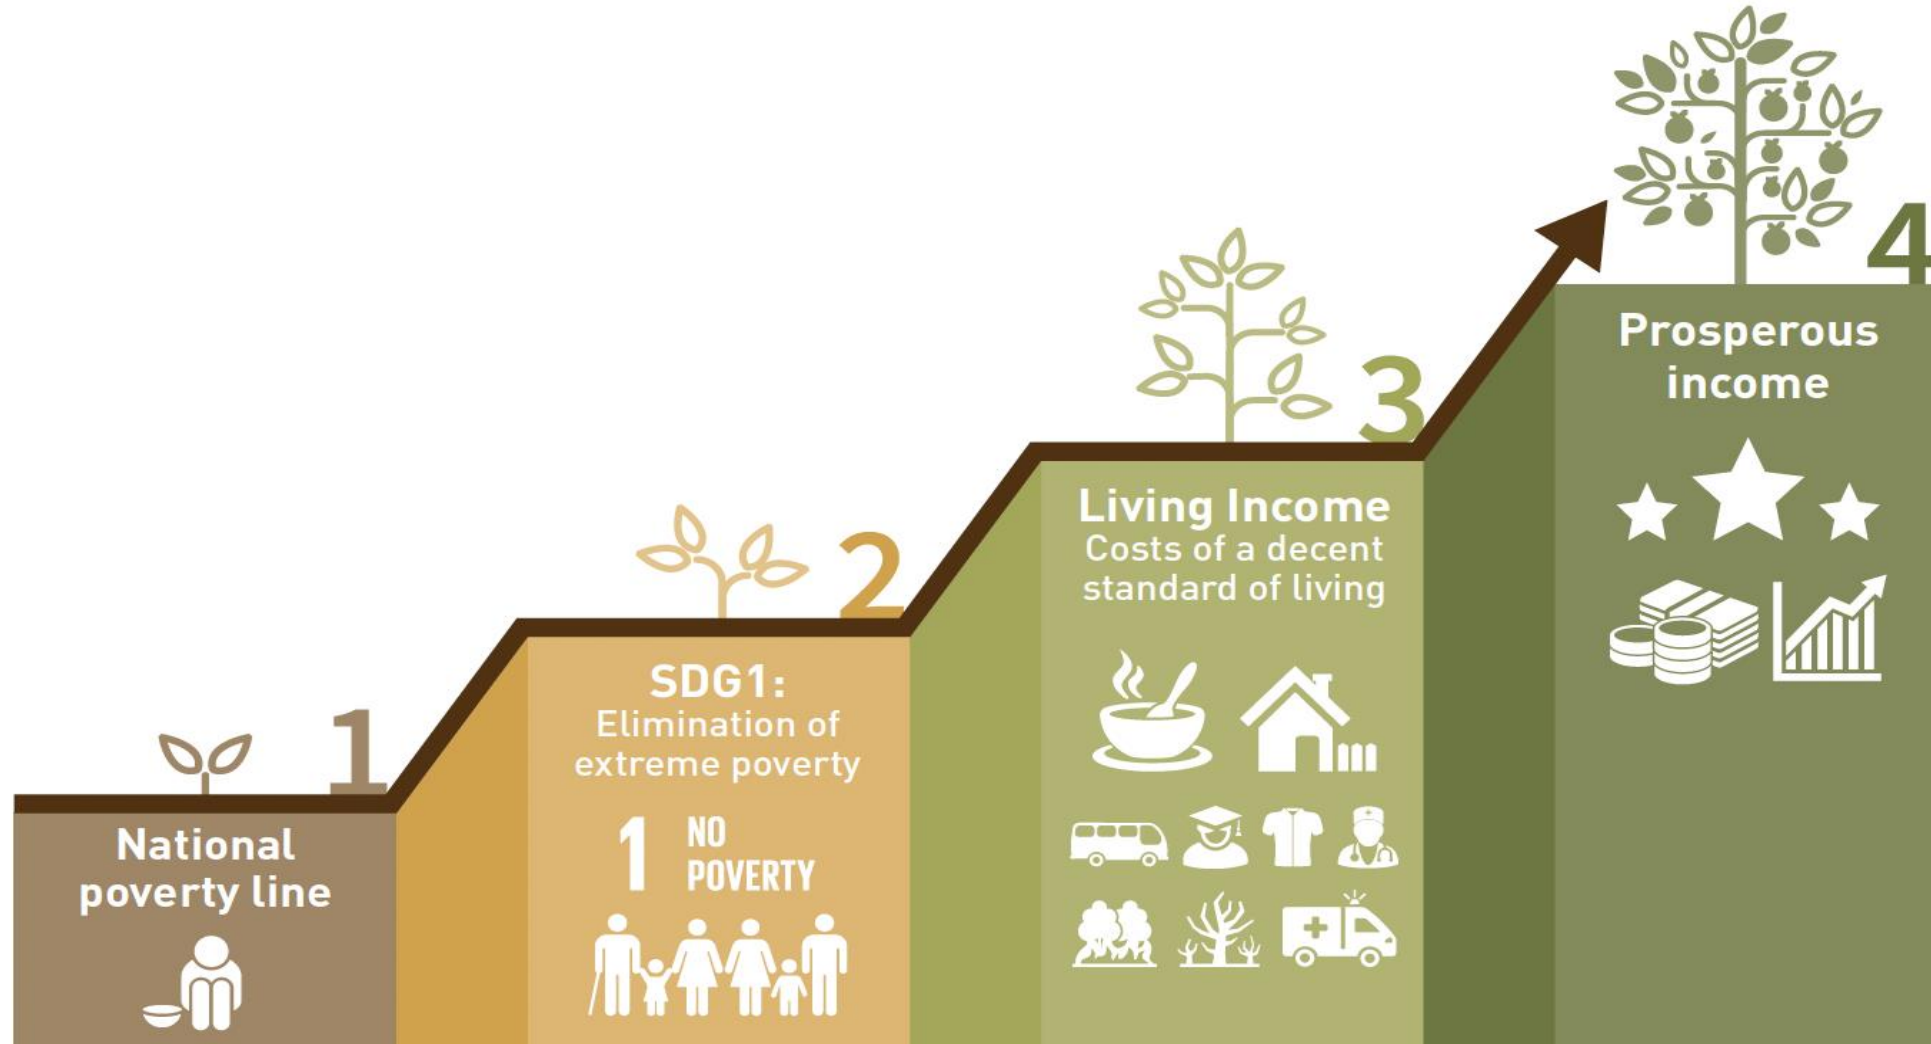 1
National
poverty line
2
SDG1:
Elimination of
extreme poverty
1 NO
POVERTY
3
Living Income
Costs of a decent
standard of living
4
Prosperous
income